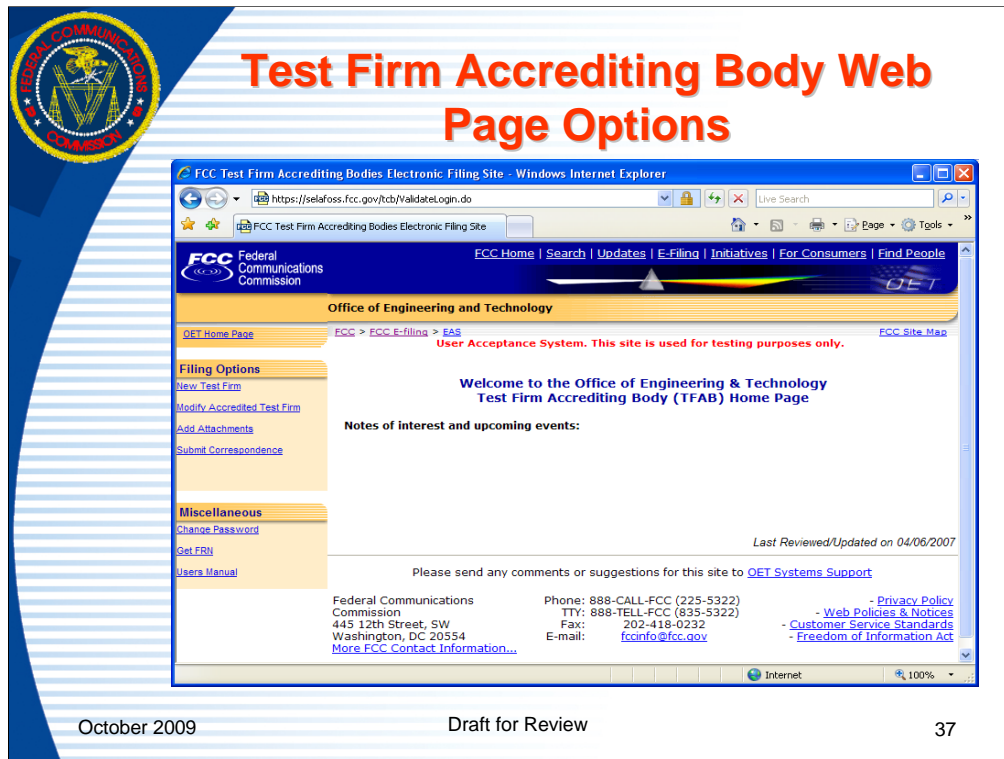 FEDERAL COMMUNICATIONS COMMISSION
Test Firm Accrediting Body Web
Page Options
FCC Test Firm Accrediting Bodies Electronic Filing Site - Windows Internet Explorer
https://selafoss.fcc.gov/tcb/ValidateLogin.do
Live Search
FCC Test Firm Accrediting Bodies Electronic Filing Site
Page
Tools
»
FCC Federal
Communications
Commission
FCC Home | Search | Updates | E-Filing | Initiatives | For Consumers | Find People
OET
Office of Engineering and Technology
OET Home Page
FCC > FCC E-filing > EAS
FCC Site Map
User Acceptance System. This site is used for testing purposes only.
Filing Options
New Test Firm
Modify Accredited Test Firm
Add Attachments
Submit Correspondence
Welcome to the Office of Engineering & Technology
Test Firm Accrediting Body (TFAB) Home Page
Notes of interest and upcoming events:
Miscellaneous
Change Password
Get FRN
Users Manual
Last Reviewed/Updated on 04/06/2007
Please send any comments or suggestions for this site to OET Systems Support
Federal Communications
Commission
445 12th Street, SW
Washington, DC 20554
More FCC Contact Information...
Phone: 888-CALL-FCC (225-5322)
TTY: 888-TELL-FCC (835-5322)
Fax: 202-418-0232
E-mail: fccinfo@fcc.gov
- Privacy Policy
- Web Policies & Notices
- Customer Service Standards
- Freedom of Information Act
Internet
100%
October 2009
Draft for Review
37